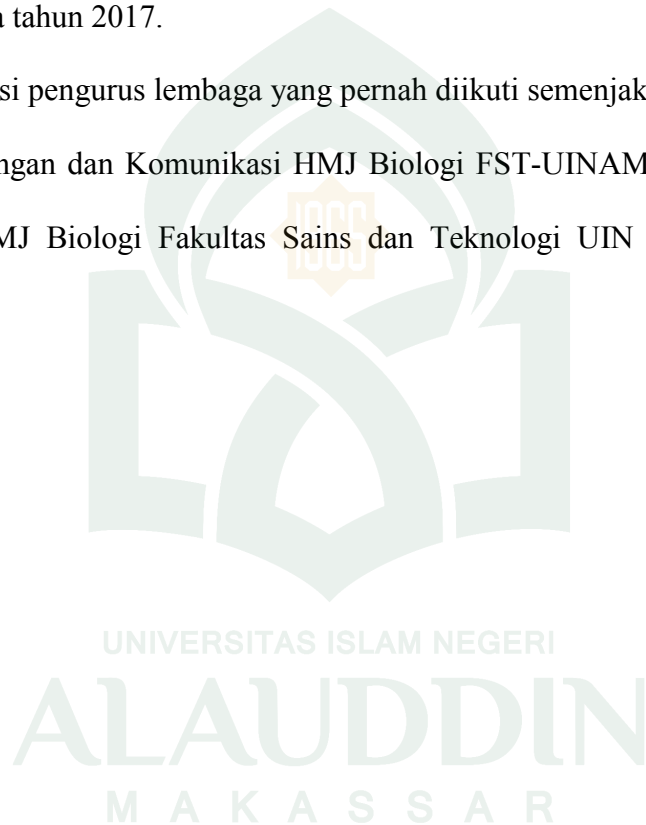 a tahun 2017.
si pengurus lembaga yang pernah diikuti semenjak
ngan dan Komunikasi HMJ Biologi FST-UINAM
MJ Biologi Fakultas Sains dan Teknologi UIN
UNIVERSITAS ISLAM NEGERI
ALAUDDIN
MAKASSAR